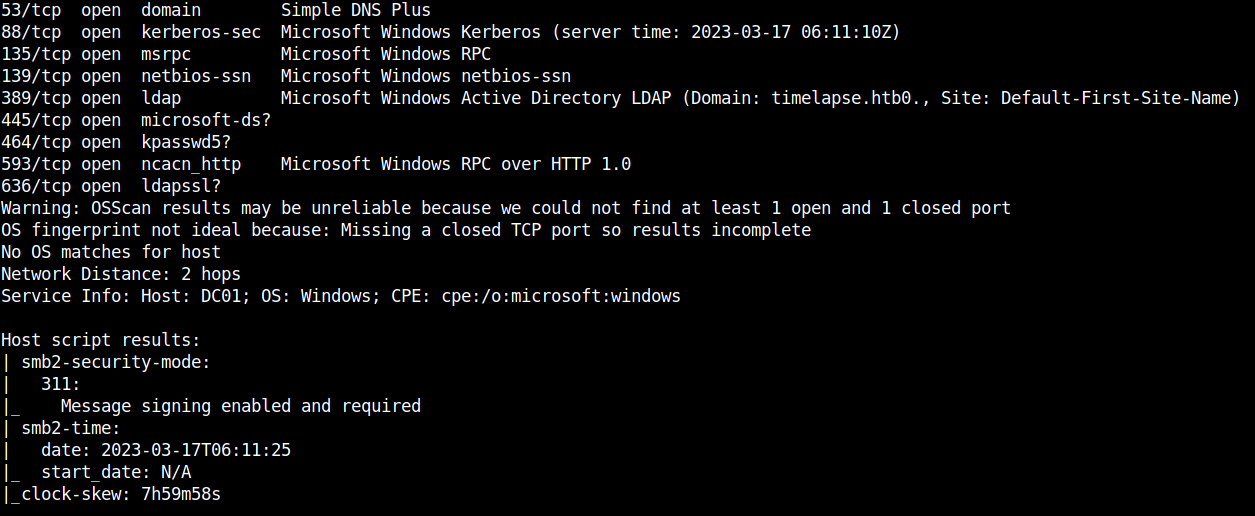 53/tcp  open  domain        Simple DNS Plus
88/tcp  open  kerberos-sec  Microsoft Windows Kerberos (server time: 2023-03-17 06:11:10Z)
135/tcp open  msrpc         Microsoft Windows RPC
139/tcp open  netbios-ssn   Microsoft Windows netbios-ssn
389/tcp open  ldap          Microsoft Windows Active Directory LDAP (Domain: timelapse.htb0., Site: Default-First-Site-Name)
445/tcp open  microsoft-ds?
464/tcp open  kpasswd5?
593/tcp open  ncacn_http    Microsoft Windows RPC over HTTP 1.0
636/tcp open  ldapssl?
Warning: OSScan results may be unreliable because we could not find at least 1 open and 1 closed port
OS fingerprint not ideal because: Missing a closed TCP port so results incomplete
No OS matches for host
Network Distance: 2 hops
Service Info: Host: DC01; OS: Windows; CPE: cpe:/o:microsoft:windows

Host script results:
| smb2-security-mode:
|   311:
|_    Message signing enabled and required
| smb2-time:
|   date: 2023-03-17T06:11:25
|_  start_date: N/A
|_clock-skew: 7h59m58s